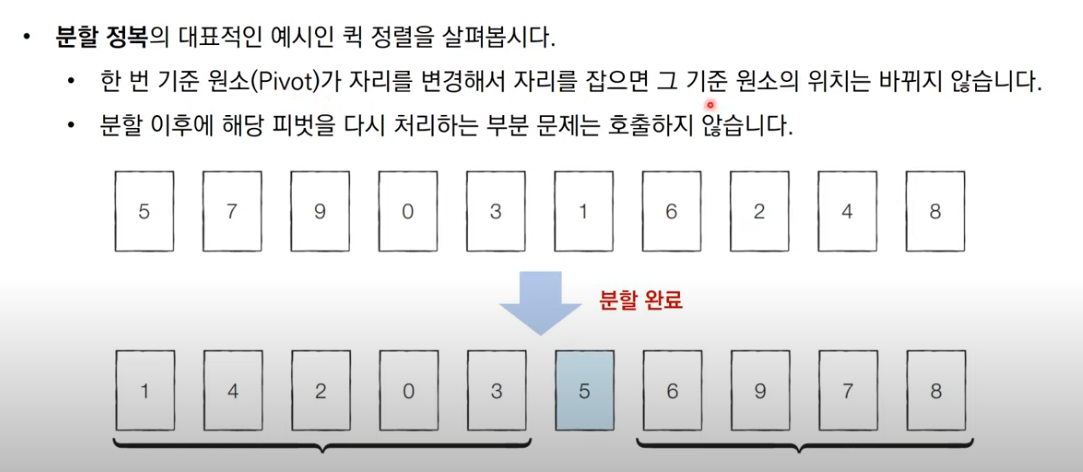 • 분할 정복의 대표적인 예시인 퀵 정렬을 살펴봅시다.
• 한 번 기준 원소(Pivot)가 자리를 변경해서 자리를 잡으면 그 기준 원소의 위치는 바뀌지 않습니다.
• 분할 이후에 해당 피벗을 다시 처리하는 부분 문제는 호출하지 않습니다.
5 7 9 0 3 1 6 2 4 8
분할 완료
1 4 2 0 3 5 6 9 7 8